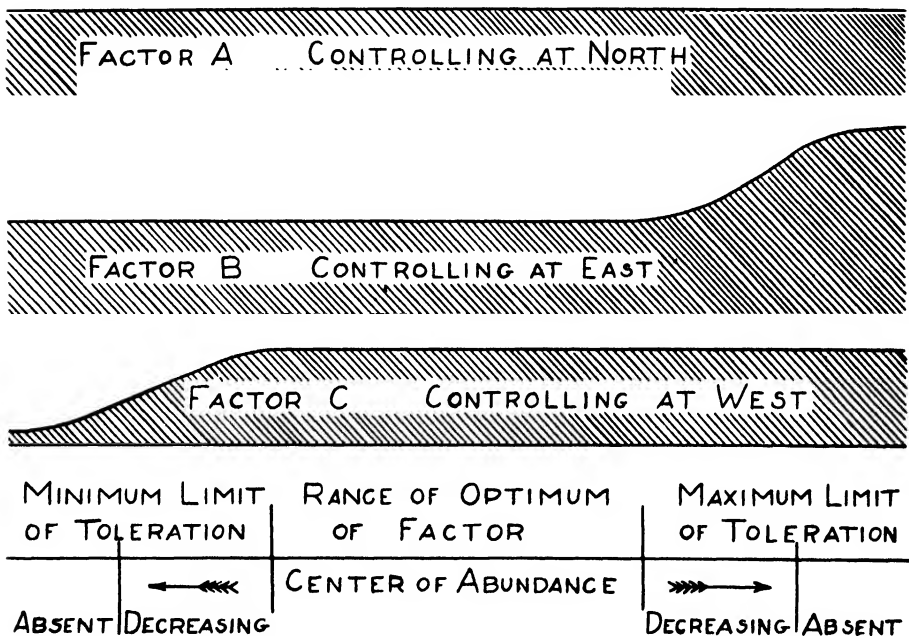 FACTOR A CONTROLLING AT NORTH
FACTOR B CONTROLLING AT EAST
FACTOR C CONTROLLING AT WEST
MINIMUM LIMIT OF TOLERATION
RANGE OF OPTIMUM OF FACTOR
MAXIMUM LIMIT OF TOLERATION
CENTER OF ABUNDANCE
ABSENT
DECREASING
DECREASING
ABSENT